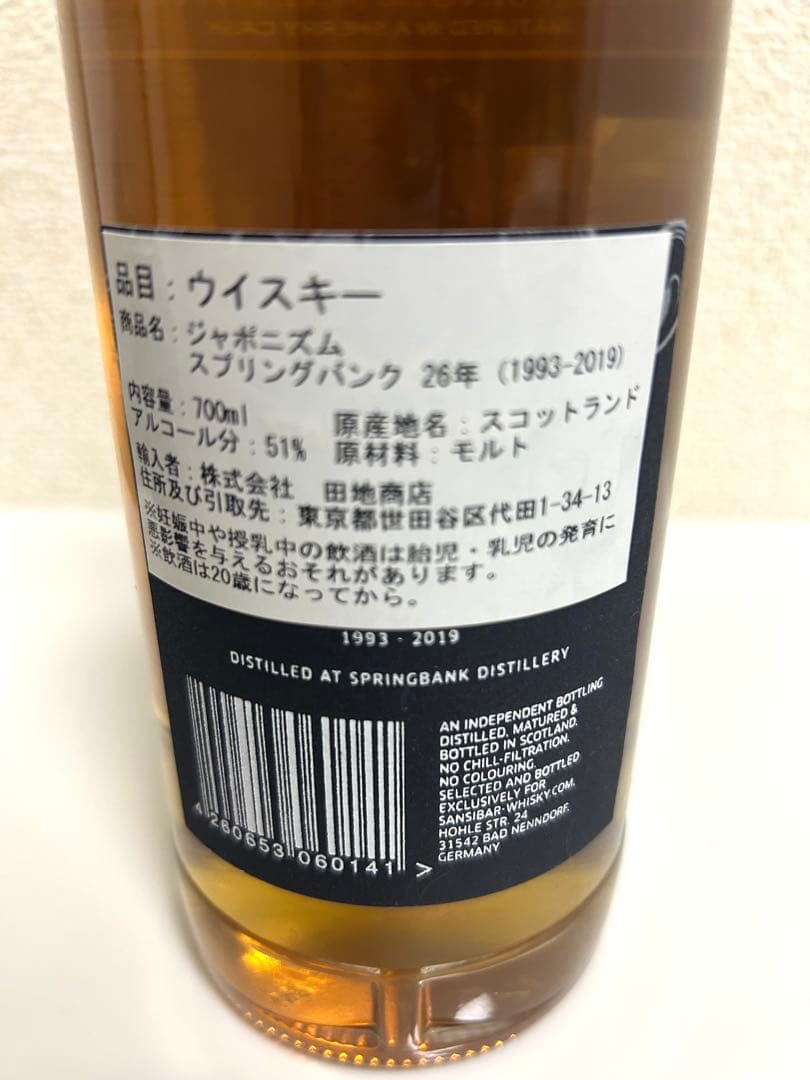 MATURED IN A SHERRY CASK
品目：ウイスキー
商品名：ジャポニズム
スプリングバンク 26年（1993-2019）
内容量：700ml 原産地名：スコットランド
アルコール分：51% 原材料：モルト
輸入者：株式会社 田地商店
住所及び引取先：東京都世田谷区代田1-34-13
※妊娠中や授乳中の飲酒は胎児・乳児の発育に
悪影響を与えるおそれがあります。
※飲酒は20歳になってから。
1993 - 2019
DISTILLED AT SPRINGBANK DISTILLERY
AN INDEPENDENT BOTTLING
DISTILLED, MATURED &
BOTTLED IN SCOTLAND.
NO CHILL-FILTRATION.
NO COLOURING.
SELECTED AND BOTTLED
EXCLUSIVELY FOR
SANSIBAR-WHISKY.COM,
HOHLE STR. 24
31542 BAD NENNDORF,
GERMANY
4 260653 060141 >